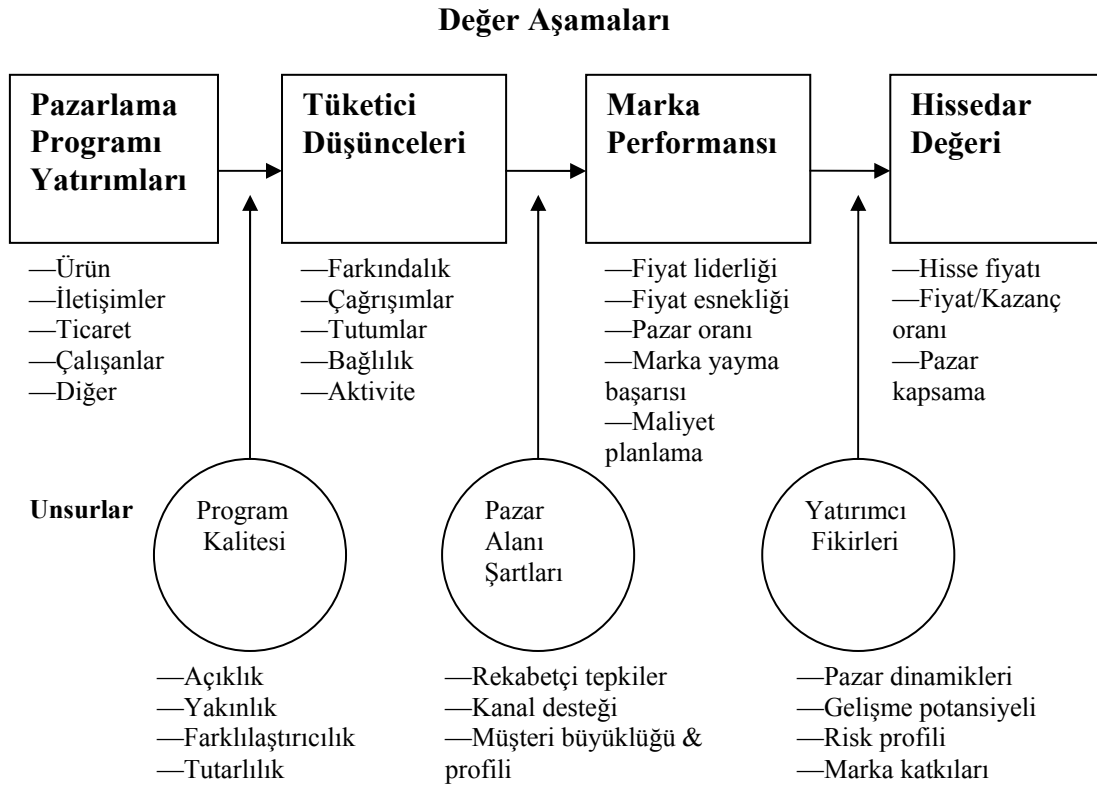 Değer Aşamaları
Pazarlama
Programı
Yatırımları
Tüketici
Düşünceleri
Marka
Performansı
Hissedar
Değeri
—Ürün
—İletişimler
—Ticaret
—Çalışanlar
—Diğer
—Farkındalık
—Çağrışımlar
—Tutumlar
—Bağlılık
—Aktivite
—Fiyat liderliği
—Fiyat esnekliği
—Pazar oranı
—Marka yayma
başarısı
—Maliyet
planlama
—Hisse fiyatı
—Fiyat/Kazanç
oranı
—Pazar
kapsama
Unsurlar
Program
Kalitesi
Pazar
Alanı
Şartları
Yatırımcı
Fikirleri
—Açıklık
—Yakınlık
—Farklılaştırıcılık
—Tutarlılık
—Rekabetçi tepkiler
—Kanal desteği
—Müşteri büyüklüğü &
profili
—Pazar dinamikleri
—Gelişme potansiyeli
—Risk profili
—Marka katkıları